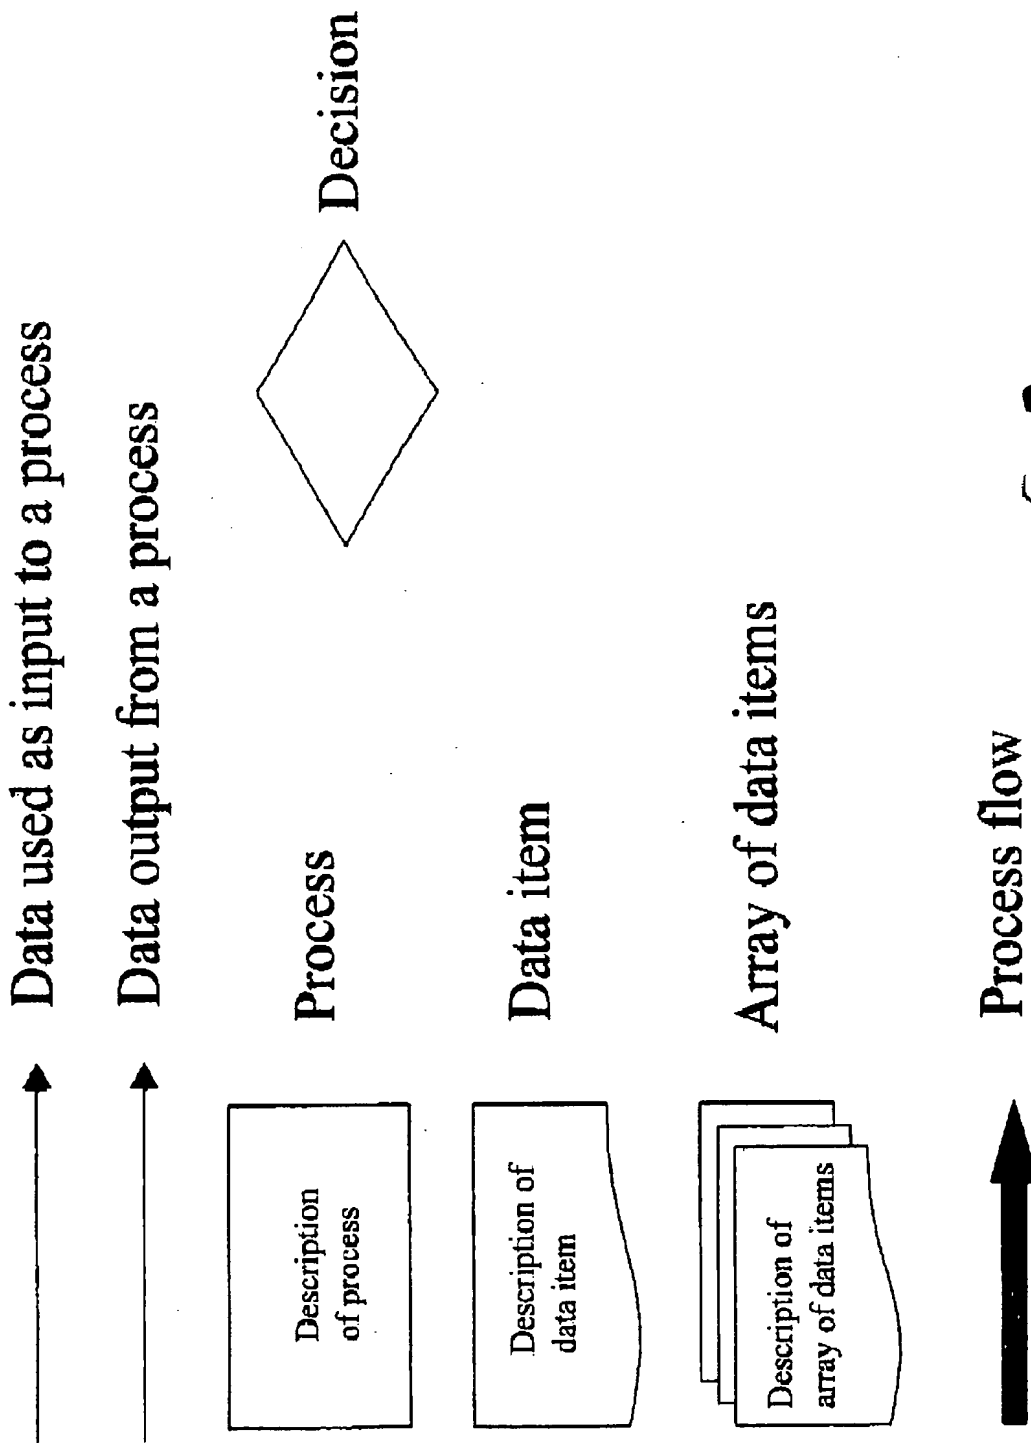 Data used as input to a process
Data output from a process
Description
of process
Process
Decision
Description of
data item
Data item
Description of
array of data items
Array of data items
Process flow